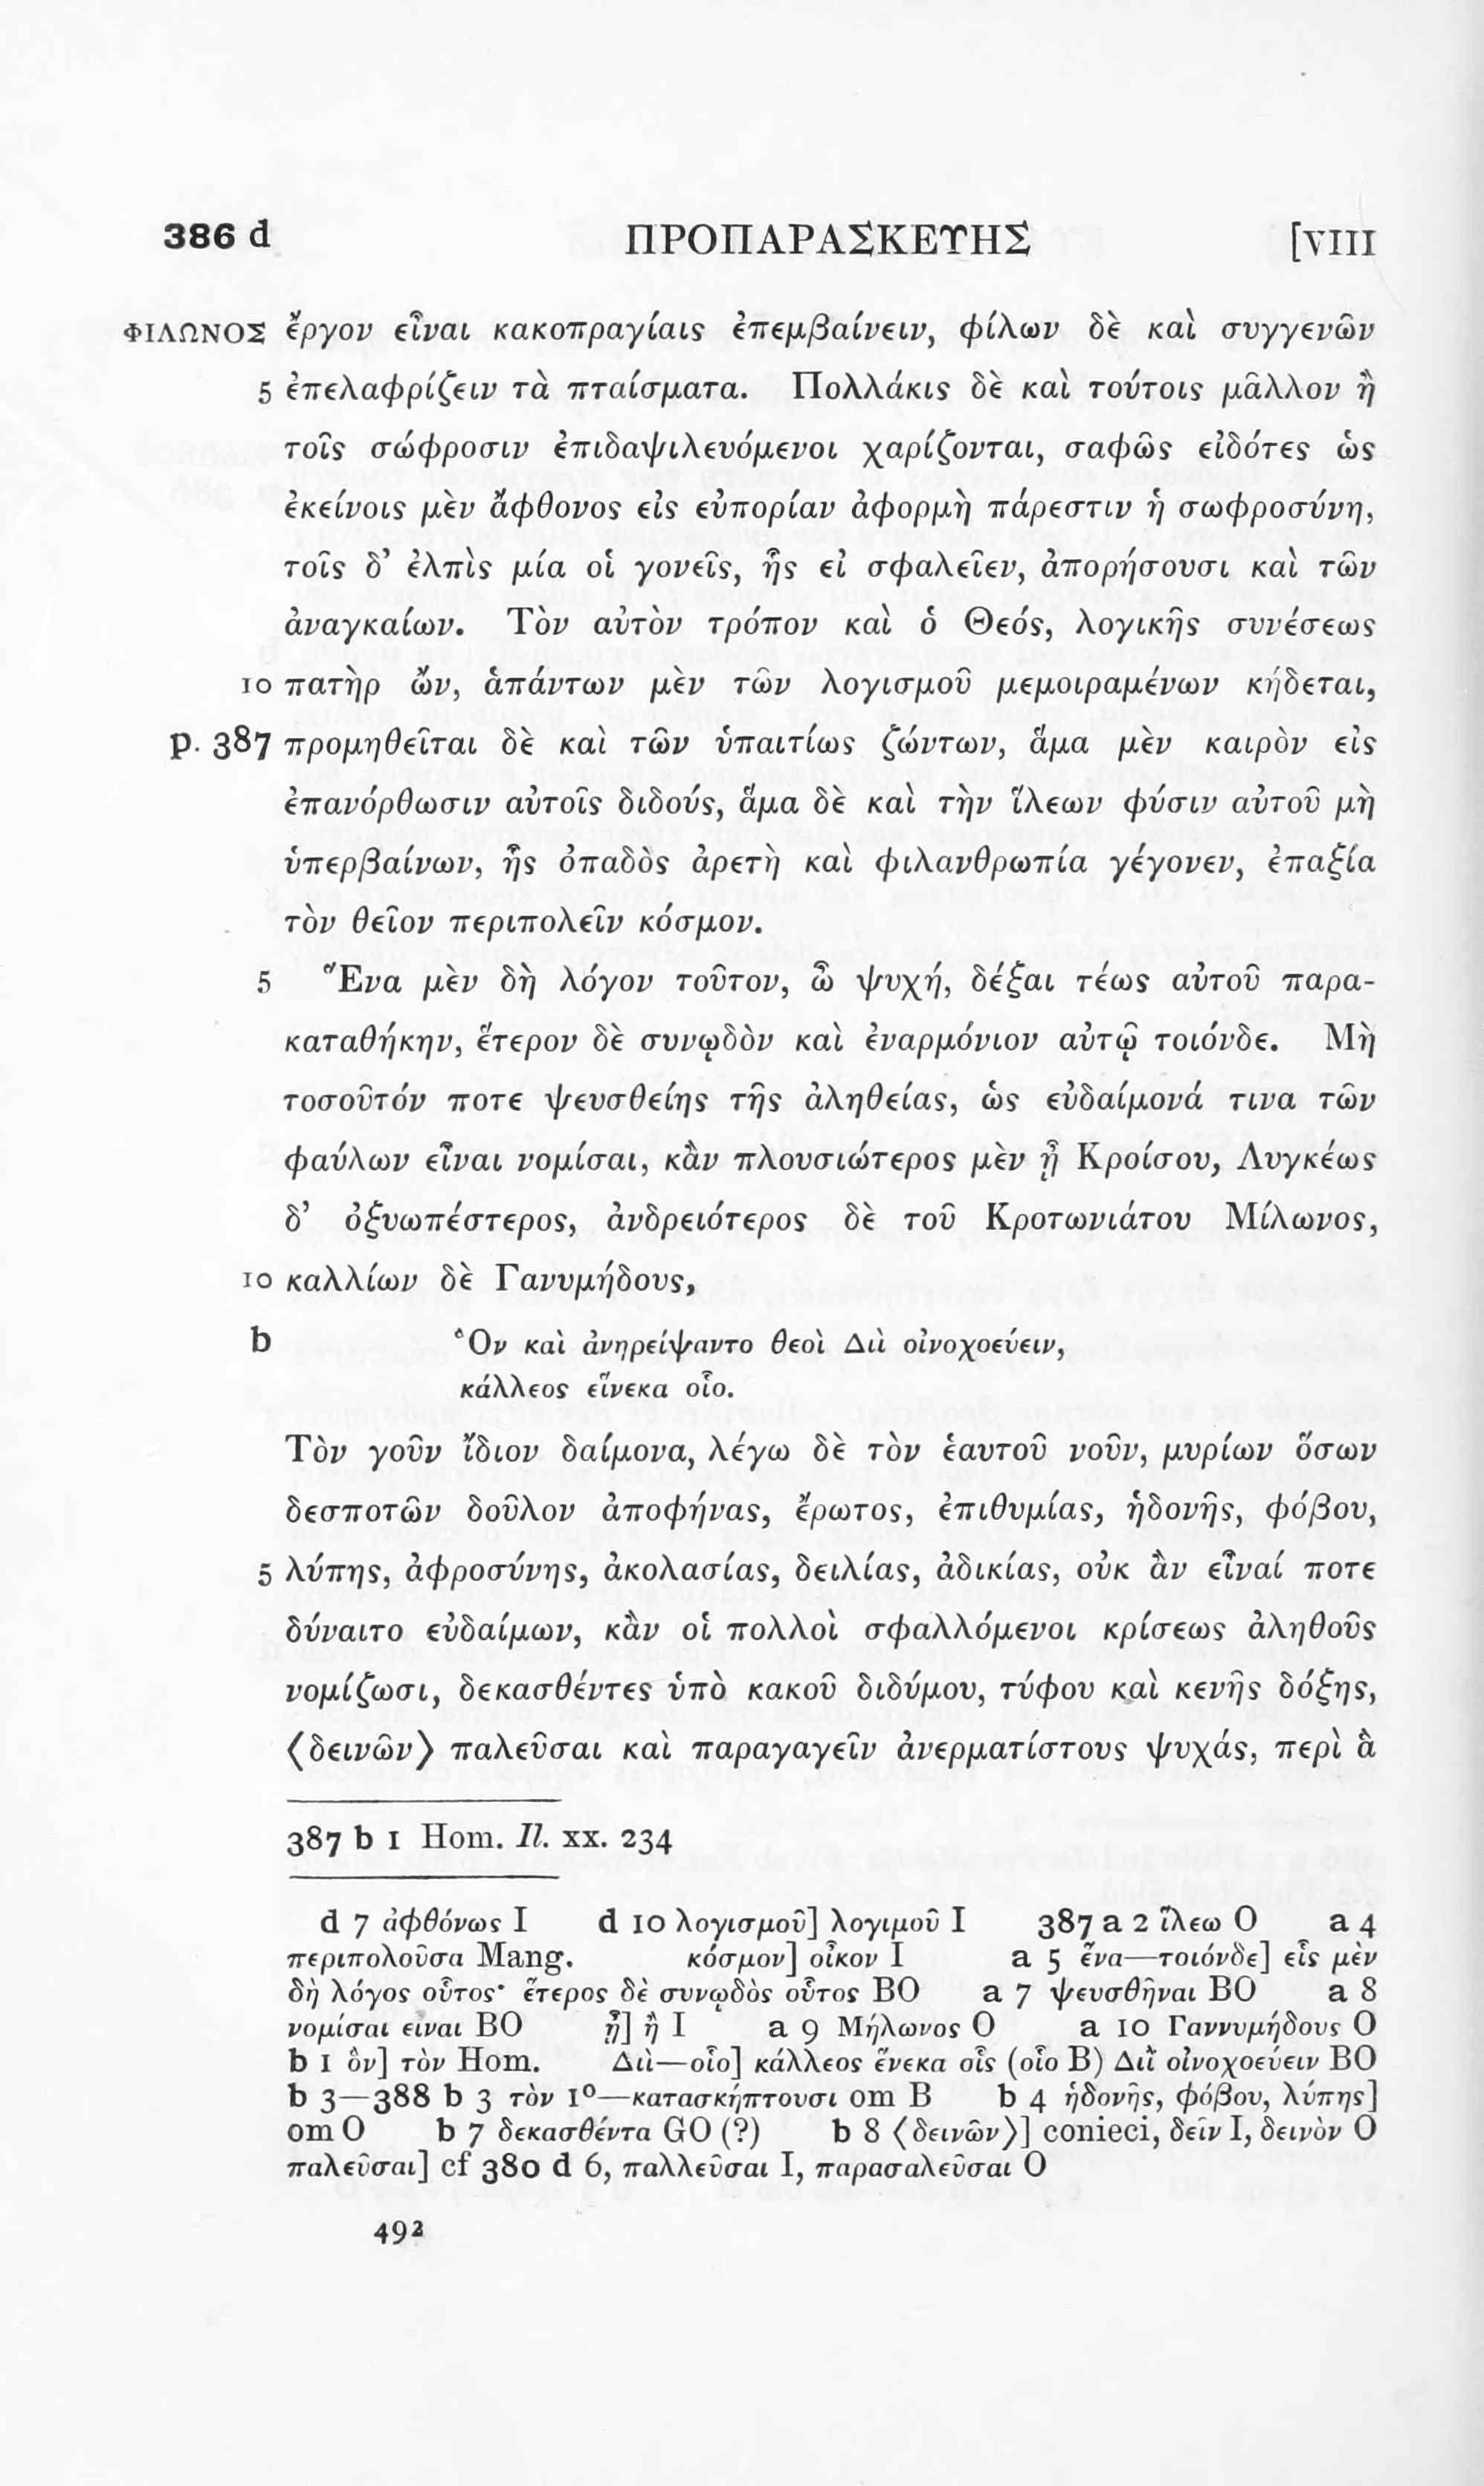 386 d ΠΡΟΠΑΡΑΣΚΕΥΗΣ [VIII
ΦΙΛΩΝΟΣ ἔργον εἶναι κακοπραγίαις ἐπεμβαίνειν, φίλων δὲ καὶ συγγενῶν
5 ἐπελαφρίζειν τὰ πταίσματα. Πολλάκις δὲ καὶ τούτοις μᾶλλον ἢ
τοῖς σώφροσιν ἐπιδαψιλευόμενοι χαρίζονται, σαφῶς εἰδότες ὡς
ἐκείνοις μὲν ἄφθονος εἰς εὐπορίαν ἀφορμὴ πάρεστιν ἡ σωφροσύνη,
τοῖς δ’ ἐλπὶς μία οἱ γονεῖς, ἧς εἰ σφαλεῖεν, ἀπορήσουσι καὶ τῶν
ἀναγκαίων. Τὸν αὐτὸν τρόπον καὶ ὁ Θεός, λογικῆς συνέσεως
10 πατὴρ ὤν, ἁπάντων μὲν τῶν λογισμοῦ μεμοιραμένων κήδεται,
p. 387 προμηθεῖται δὲ καὶ τῶν ὑπαιτίως ζώντων, ἅμα μὲν καιρὸν εἰς
ἐπανόρθωσιν αὐτοῖς διδούς, ἅμα δὲ καὶ τὴν ἵλεων φύσιν αὐτοῦ μὴ
ὑπερβαίνων, ἧς ὀπαδὸς ἀρετὴ καὶ φιλανθρωπία γέγονεν, ἐπαξία
τὸν θεῖον περιπολεῖν κόσμον.
5 Ἕνα μὲν δὴ λόγον τοῦτον, ὦ ψυχή, δέξαι τέως αὐτοῦ παρα-
καταθήκην, ἕτερον δὲ συνῳδὸν καὶ ἐναρμόνιον αὐτῷ τοιόνδε. Μὴ
τοσοῦτόν ποτε ψευσθείης τῆς ἀληθείας, ὡς εὐδαίμονά τινα τῶν
φαύλων εἶναι νομίσαι, κἂν πλουσιώτερος μὲν ᾖ Κροίσου, Λυγκέως
δ’ ὀξυωπέστερος, ἀνδρειότερος δὲ τοῦ Κροτωνιάτου Μίλωνος,
10 καλλίων δὲ Γανυμήδους,
b Ὃν καὶ ἀνηρείψαντο θεοὶ Διὶ οἰνοχοεύειν,
κάλλεος εἵνεκα οἷο.
Τὸν γοῦν ἴδιον δαίμονα, λέγω δὲ τὸν ἑαυτοῦ νοῦν, μυρίων ὅσων
δεσποτῶν δοῦλον ἀποφήνας, ἔρωτος, ἐπιθυμίας, ἡδονῆς, φόβου,
5 λύπης, ἀφροσύνης, ἀκολασίας, δειλίας, ἀδικίας, οὐκ ἂν εἶναί ποτε
δύναιτο εὐδαίμων, κἂν οἱ πολλοὶ σφαλλόμενοι κρίσεως ἀληθοῦς
νομίζωσι, δεκασθέντες ὑπὸ κακοῦ διδύμου, τύφου καὶ κενῆς δόξης,
⟨δεινῶν⟩ παλεῦσαι καὶ παραγαγεῖν ἀνερματίστους ψυχάς, περὶ ἃ
387 b 1 Hom. Il. xx. 234
d 7 ἀφθόνως I d 10 λογισμοῦ] λογιμοῦ I 387 a 2 ἵλεω O a 4
περιπολοῦσα Mang. κόσμον] οἶκον I a 5 ἕνα—τοιόνδε] εἷς μὲν
δὴ λόγος οὗτος· ἕτερος δὲ συνῳδὸς οὗτος BO a 7 ψευσθῆναι BO a 8
νομίσαι εἶναι BO ᾖ] ἢ I a 9 Μήλωνος O a 10 Γαννυμήδους O
b 1 ὃν] τὸν Hom. Διὶ—οἷο] κάλλεος ἕνεκα οἷς (οἷο B) Διῒ οἰνοχοεύειν BO
b 3—388 b 3 τὸν 1⁰—κατασκήπτουσι om B b 4 ἡδονῆς, φόβου, λύπης]
om O b 7 δεκασθέντα GO (?) b 8 ⟨δεινῶν⟩] conieci, δεῖν I, δεινὸν O
παλεῦσαι] cf 380 d 6, παλλεῦσαι I, παρασαλεῦσαι O
492